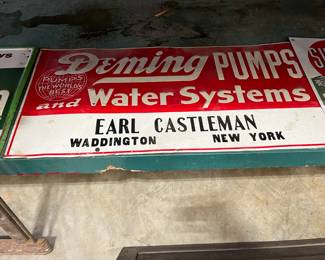 Deming PUMPS
PUMPS
THE WORLD'S
BEST
and Water Systems
EARL CASTLEMAN
WADDINGTON NEW YORK